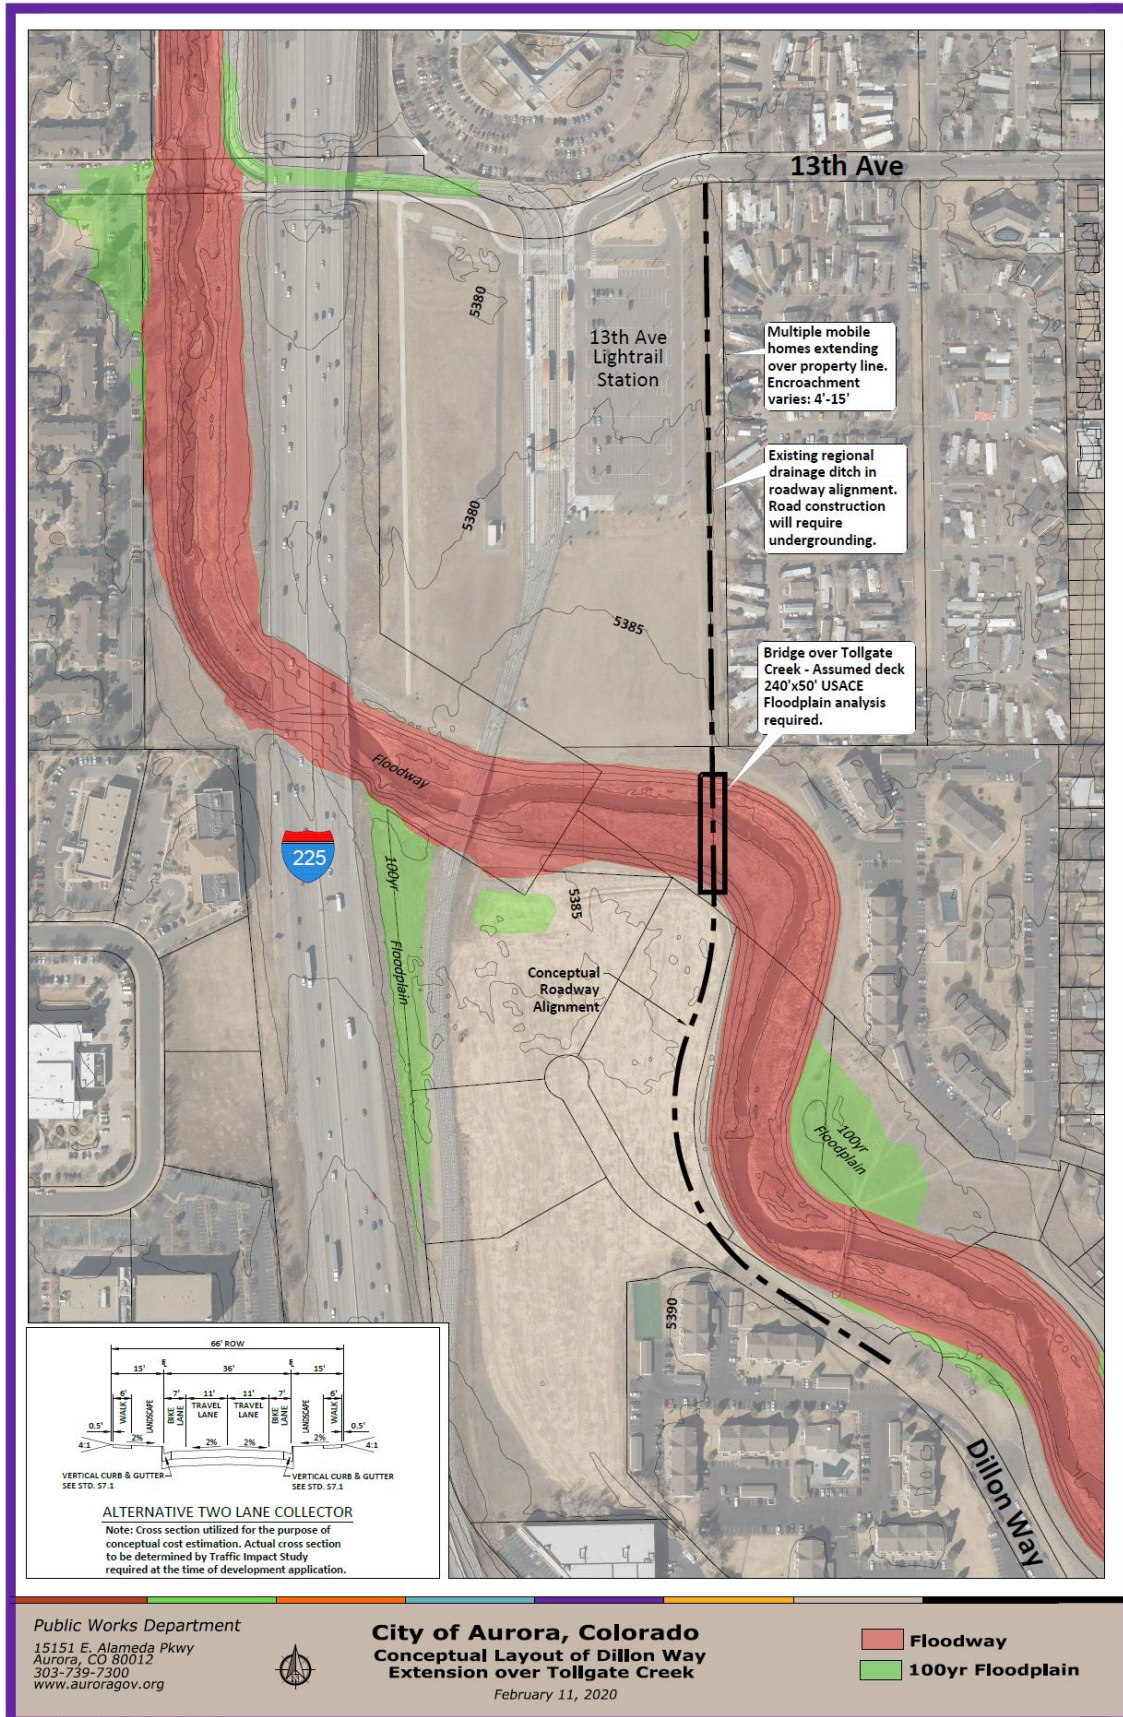 13th Ave
5380
13th Ave
Lightrail
Station
Multiple mobile
homes extending
over property line.
Encroachment
varies: 4'-15'
Existing regional
drainage ditch in
roadway alignment.
Road construction
will require
undergrounding.
5380
5385
Bridge over Tollgate
Creek - Assumed deck
240'x50' USACE
Floodplain analysis
required.
Floodway
225
100yr
Floodplain
5385
Conceptual
Roadway
Alignment
100yr
Floodplain
5390
Dillon Way
66' ROW
15'
36'
15'
6'
7'
11'
11'
7'
6'
0.5'
WALK
LANDSCAPE
BIKE
LANE
TRAVEL
LANE
TRAVEL
LANE
BIKE
LANE
LANDSCAPE
WALK
0.5'
4:1
2%
2%
2%
2%
4:1
VERTICAL CURB & GUTTER
SEE STD. S7.1
VERTICAL CURB & GUTTER
SEE STD. S7.1
ALTERNATIVE TWO LANE COLLECTOR
Note: Cross section utilized for the purpose of
conceptual cost estimation. Actual cross section
to be determined by Traffic Impact Study
required at the time of development application.
Public Works Department
15151 E. Alameda Pkwy
Aurora, CO 80012
303-739-7300
www.auroragov.org
City of Aurora, Colorado
Conceptual Layout of Dillon Way
Extension over Tollgate Creek
February 11, 2020
Floodway
100yr Floodplain